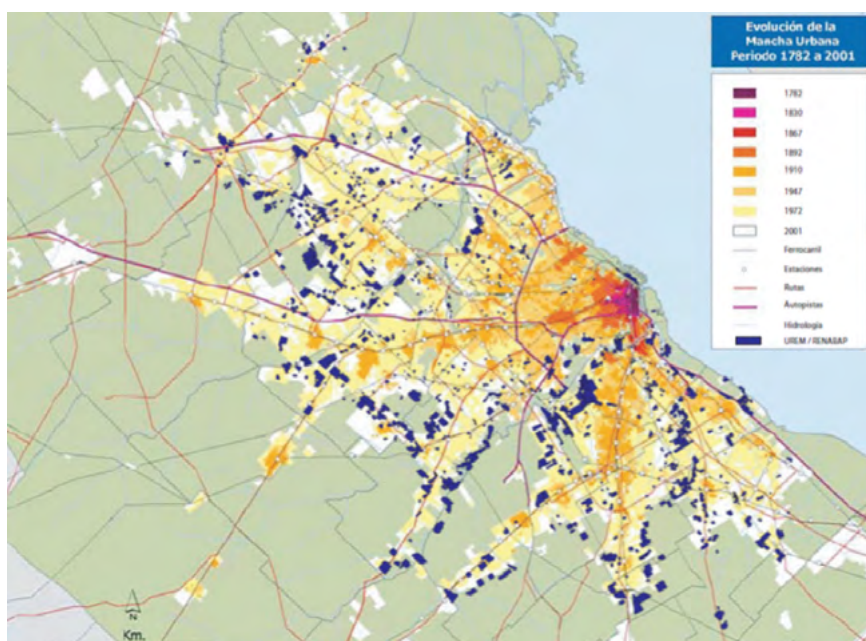 Evolución de la
Mancha Urbana
Periodo 1782 a 2001
1782
1830
1867
1892
1910
1947
1972
2001
Ferrocarril
Estaciones
Rutas
Autopistas
Hidrología
UREM / RENABAP
N
Km.